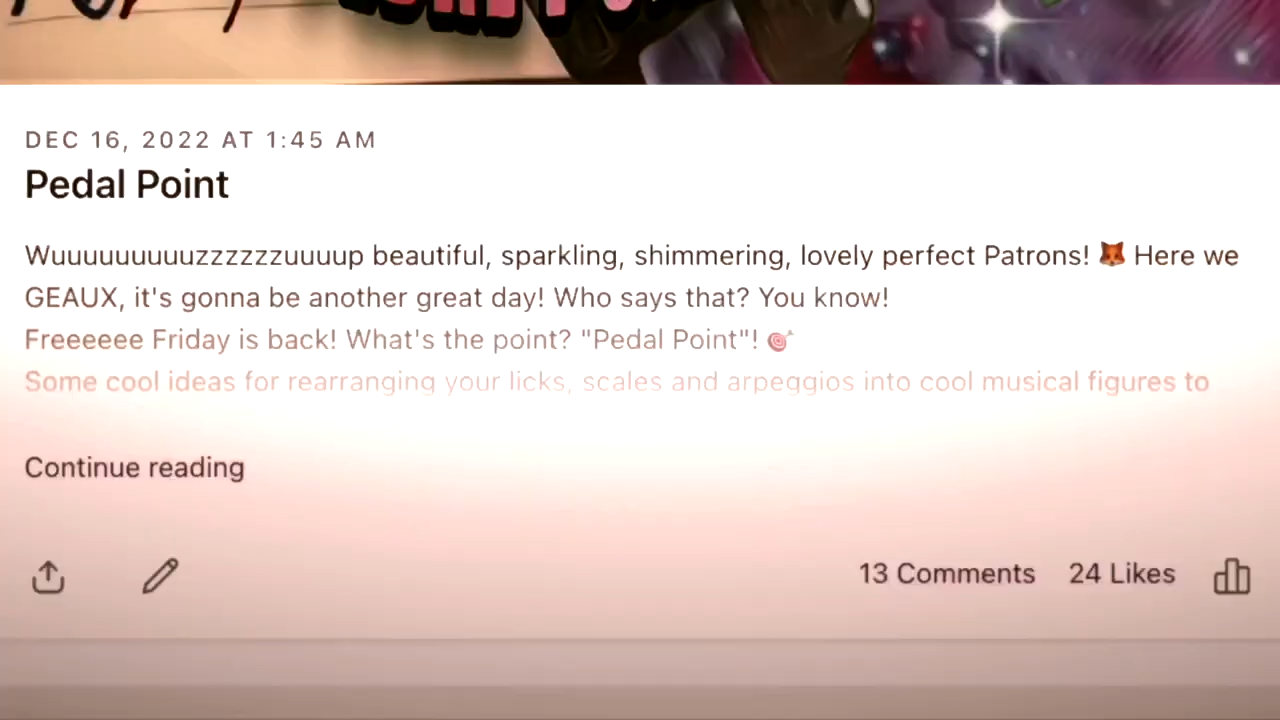 DEC 16, 2022 AT 1:45 AM
Pedal Point
Wuuuuuuuuuzzzzzzuuuup beautiful, sparkling, shimmering, lovely perfect Patrons! 🦊 Here we
GEAUX, it's gonna be another great day! Who says that? You know!
Freeeeee Friday is back! What's the point? "Pedal Point"! 🎯
Some cool ideas for rearranging your licks, scales and arpeggios into cool musical figures to
Continue reading
13 Comments 24 Likes